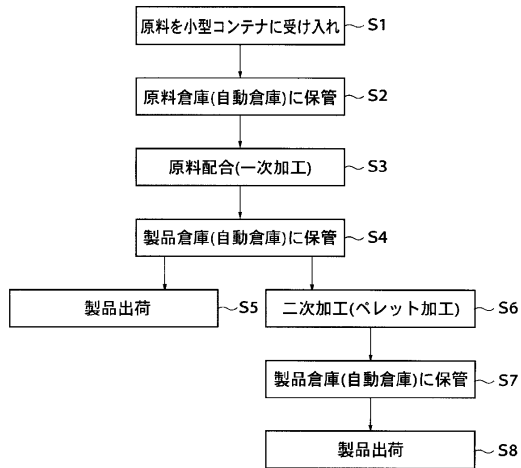 原料を小型コンテナに受け入れ S1
原料倉庫(自動倉庫)に保管 S2
原料配合(一次加工) S3
製品倉庫(自動倉庫)に保管 S4
製品出荷 S5
二次加工(ペレット加工) S6
製品倉庫(自動倉庫)に保管 S7
製品出荷 S8